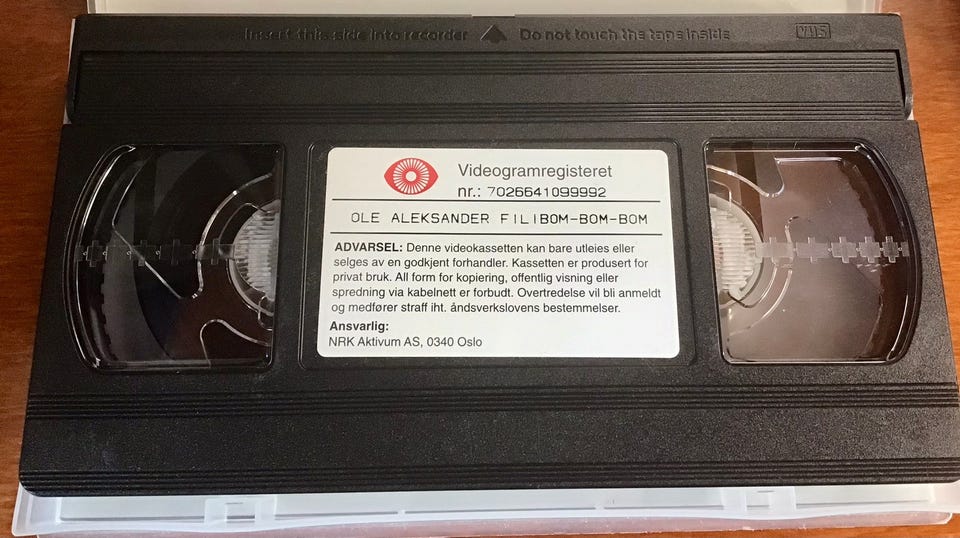 Insert this side into recorder Do not touch the tape inside VHS
Videogramregisteret
nr.: 7026641099992
OLE ALEKSANDER FILIBOM-BOM-BOM
ADVARSEL: Denne videokassetten kan bare utleies eller
selges av en godkjent forhandler. Kassetten er produsert for
privat bruk. All form for kopiering, offentlig visning eller
spredning via kabelnett er forbudt. Overtredelse vil bli anmeldt
og medfører straff iht. åndsverkslovens bestemmelser.
Ansvarlig:
NRK Aktivum AS, 0340 Oslo